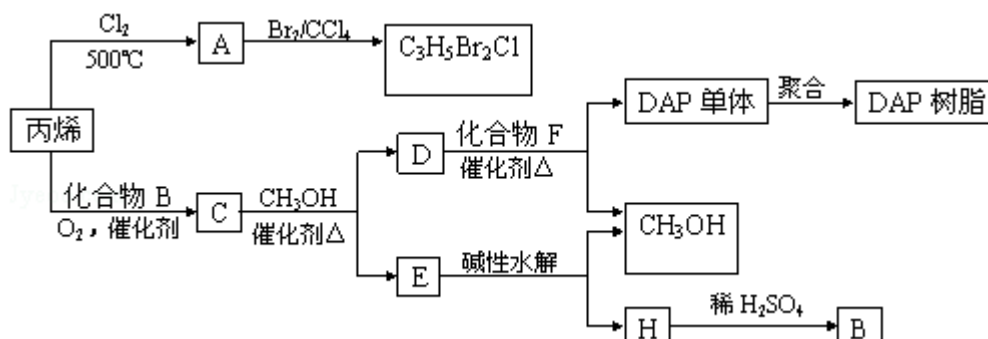 Cl₂
500℃
A
Br₂/CCl₄
C₃H₅Br₂Cl
丙烯
化合物 B
O₂，催化剂
C
CH₃OH
催化剂△
D
化合物 F
催化剂△
DAP 单体
聚合
DAP 树脂
CH₃OH
E
碱性水解
H
稀 H₂SO₄
B